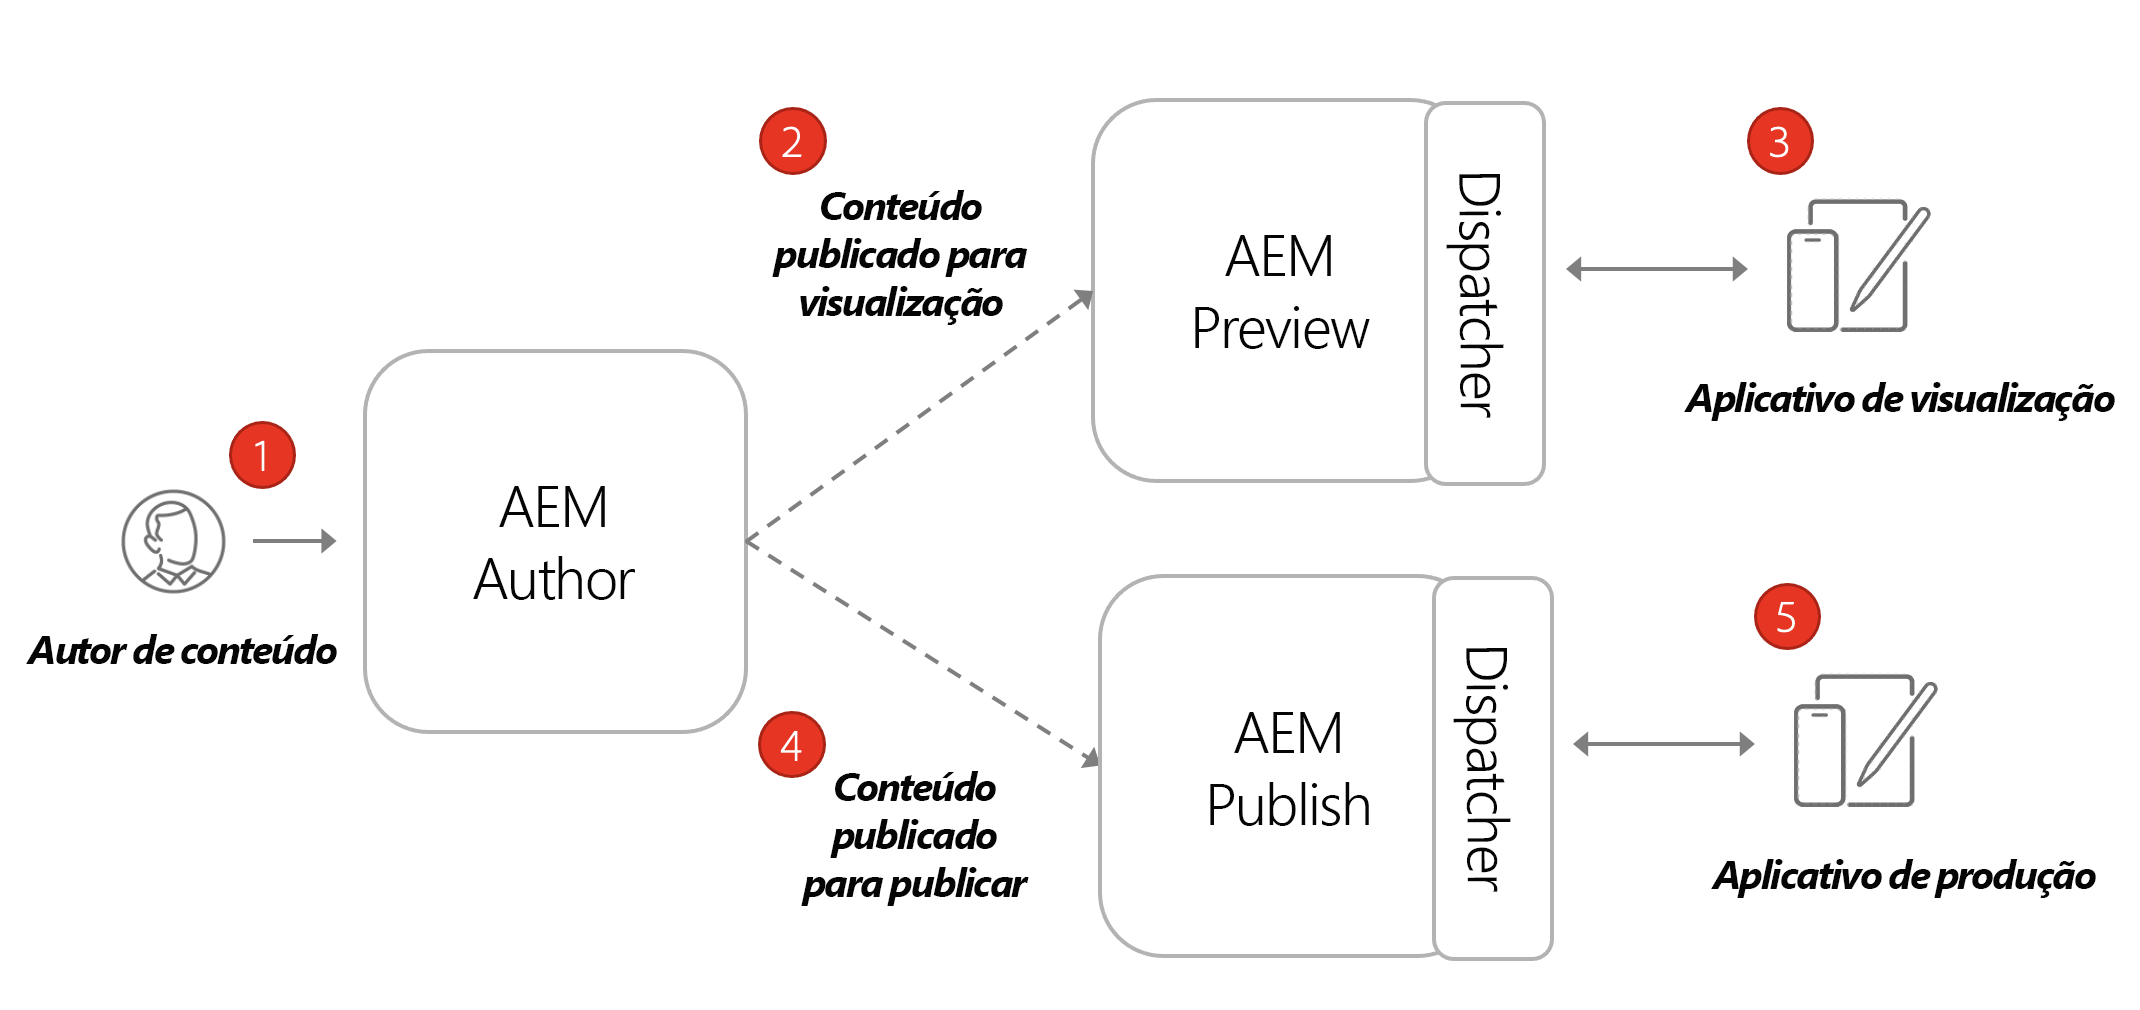 1
Autor de conteúdo
AEM
Author
2
Conteúdo
publicado para
visualização
AEM
Preview
Dispatcher
3
Aplicativo de visualização
4
Conteúdo
publicado
para publicar
AEM
Publish
Dispatcher
5
Aplicativo de produção